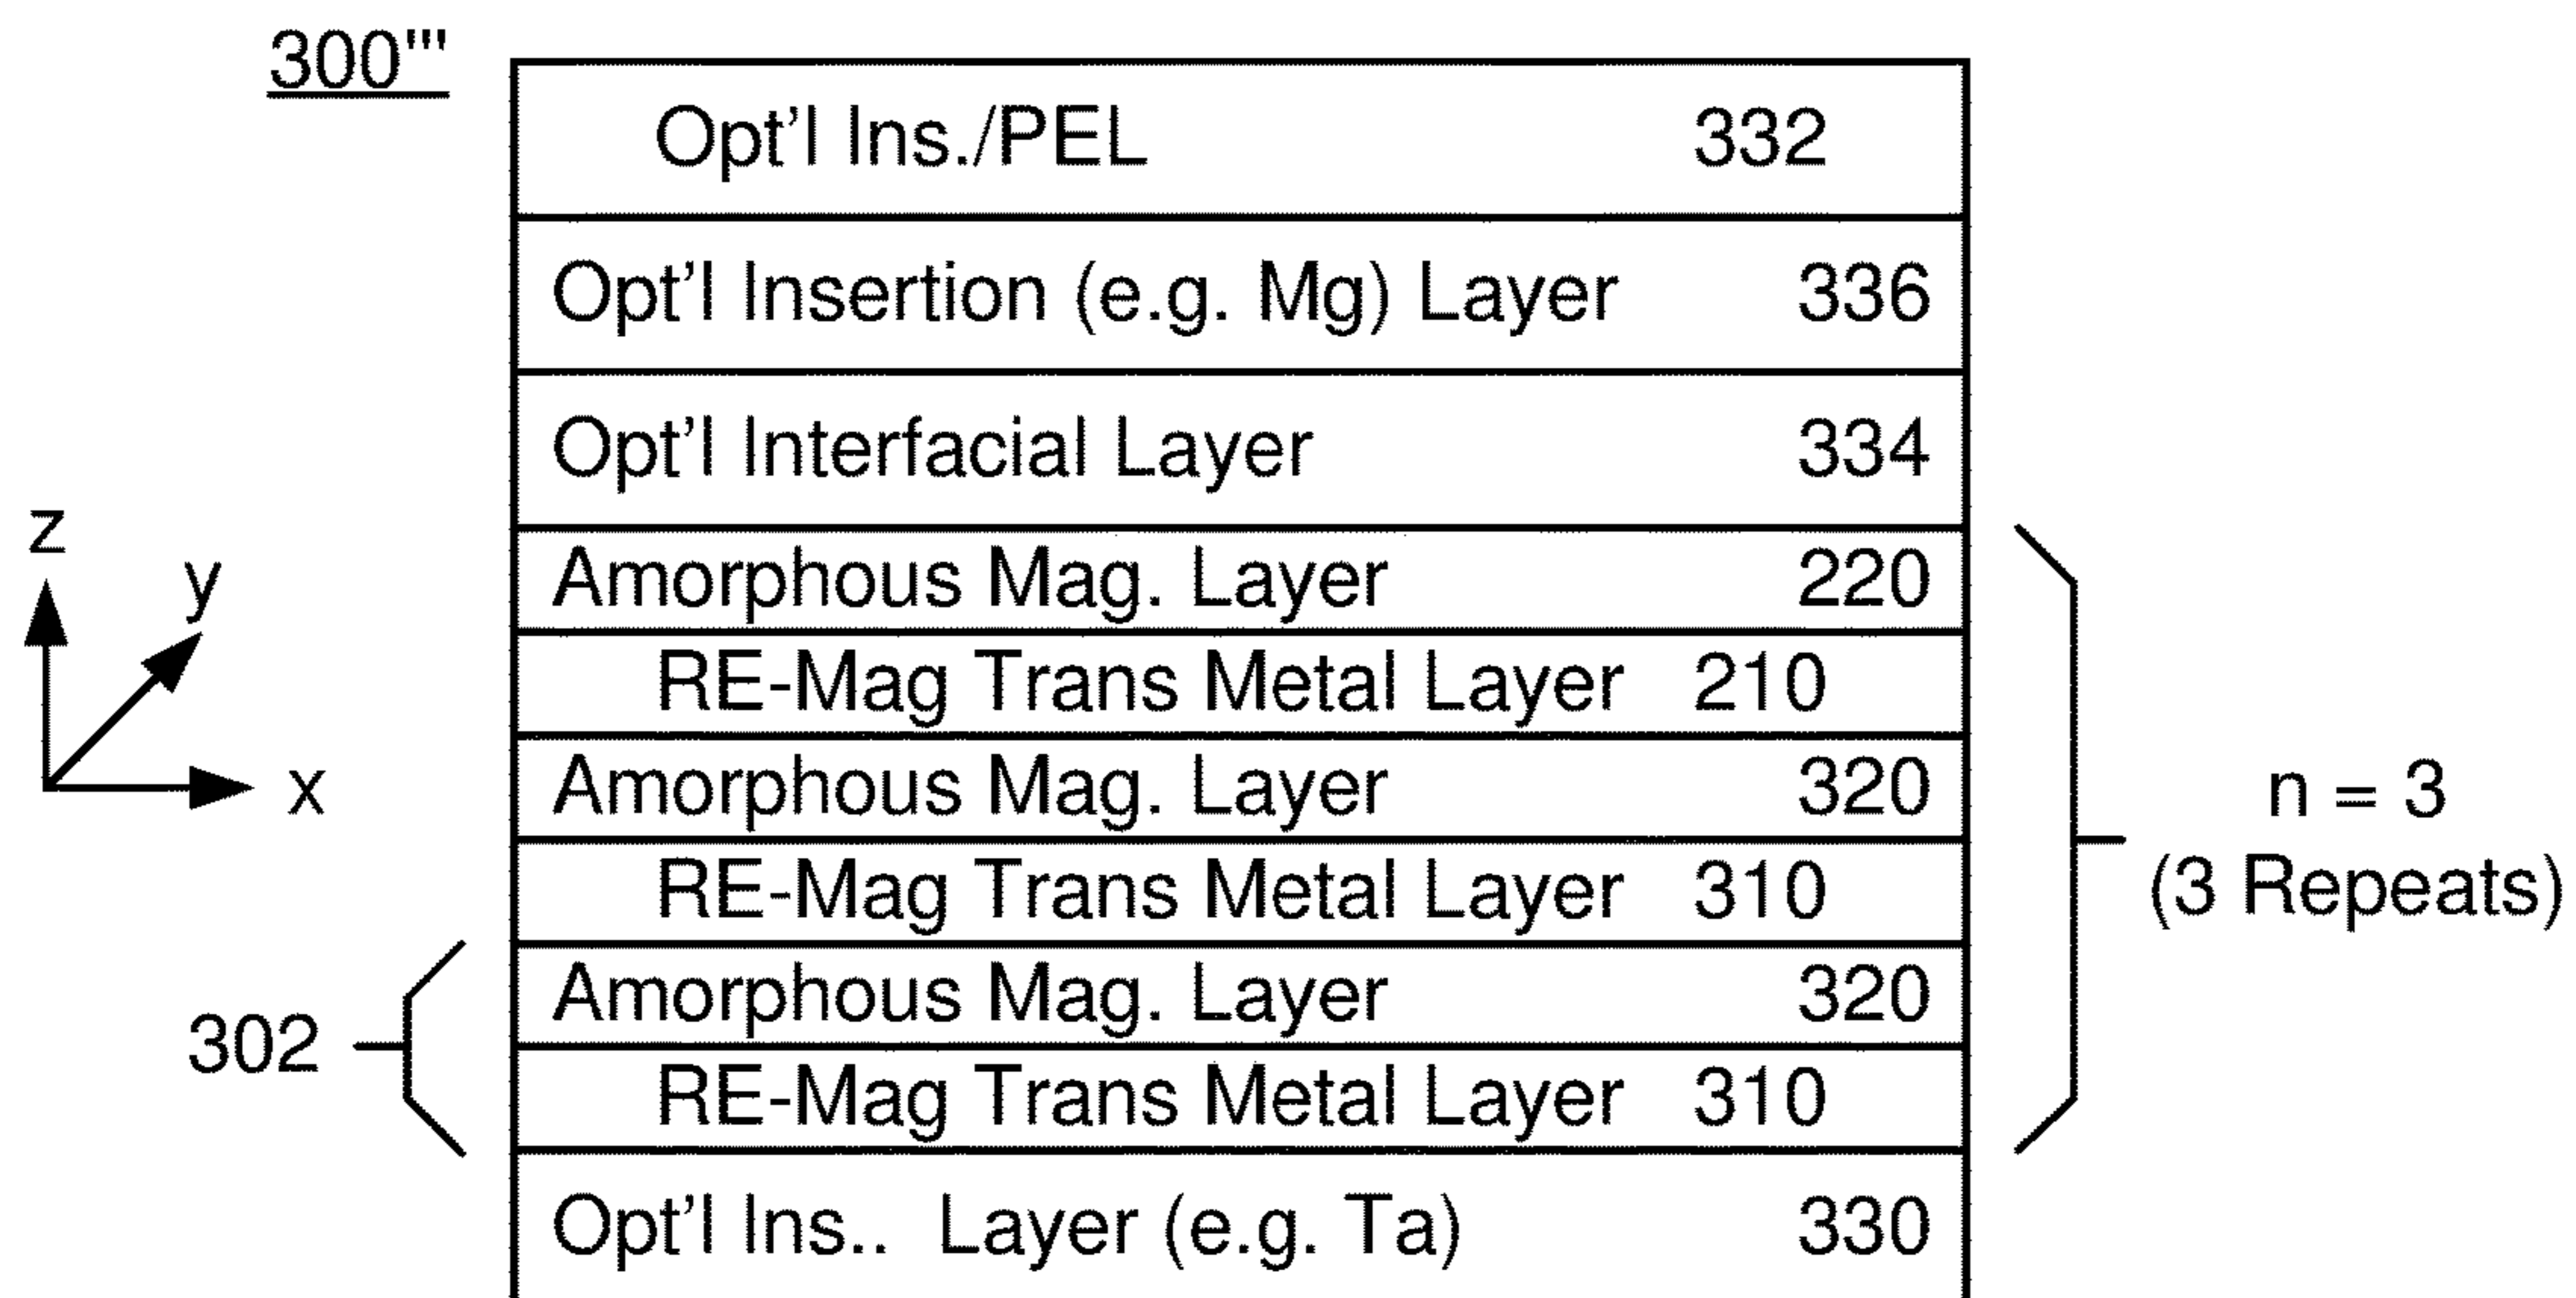 300'''
Opt'l Ins./PEL 332
Opt'l Insertion (e.g. Mg) Layer 336
Opt'l Interfacial Layer 334
Amorphous Mag. Layer 220
RE-Mag Trans Metal Layer 210
Amorphous Mag. Layer 320
RE-Mag Trans Metal Layer 310
Amorphous Mag. Layer 320
RE-Mag Trans Metal Layer 310
Opt'l Ins.. Layer (e.g. Ta) 330
z
y
x
302
n = 3
(3 Repeats)